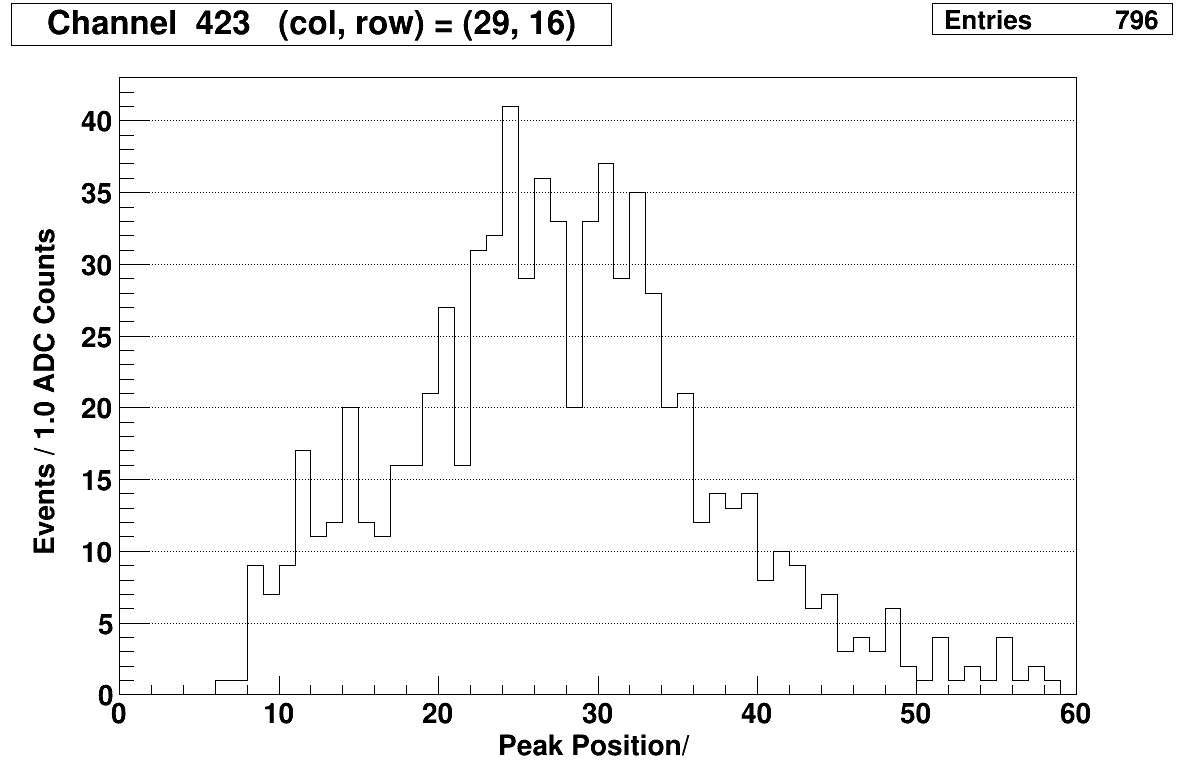 Channel 423 (col, row) = (29, 16)
Entries 796
40
35
30
25
20
15
10
5
0
Events / 1.0 ADC Counts
0 10 20 30 40 50 60
Peak Position/